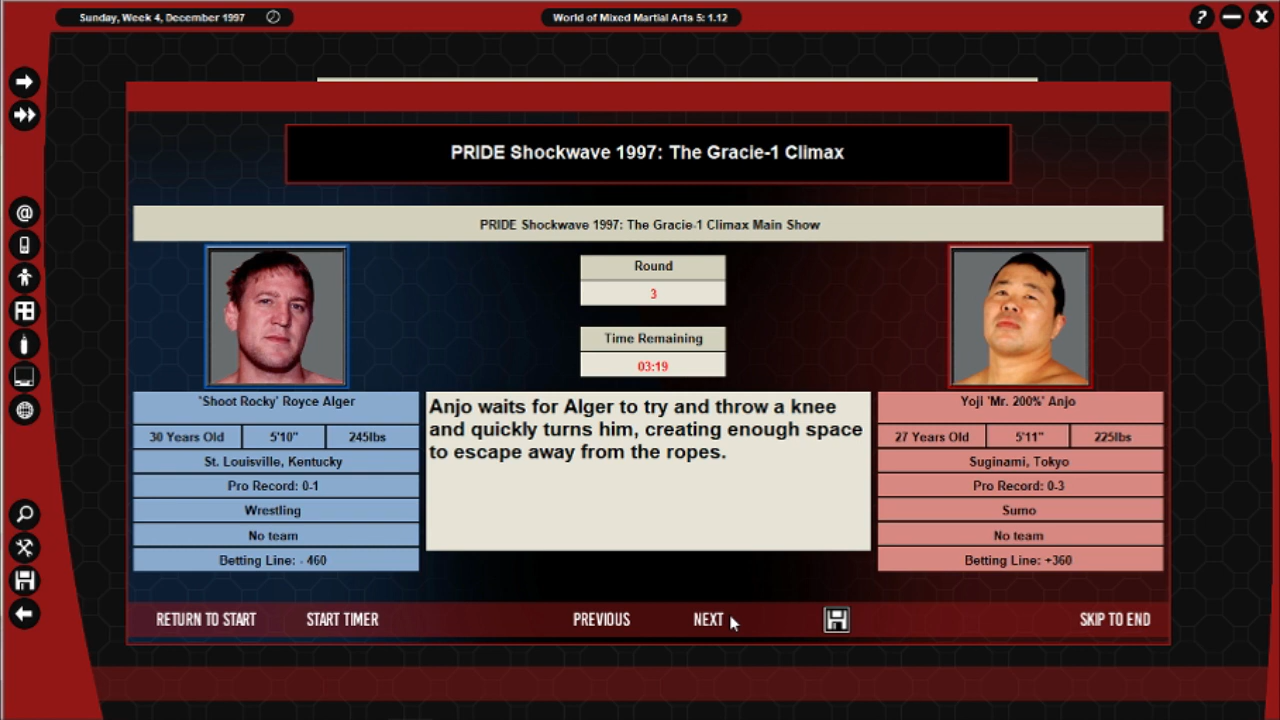 Sunday, Week 4, December 1997
World of Mixed Martial Arts 5: 1.12
?
X
@
PRIDE Shockwave 1997: The Gracie-1 Climax
PRIDE Shockwave 1997: The Gracie-1 Climax Main Show
Round
3
Time Remaining
03:19
'Shoot Rocky' Royce Alger
30 Years Old
5'10"
245lbs
St. Louisville, Kentucky
Pro Record: 0-1
Wrestling
No team
Betting Line: - 460
Anjo waits for Alger to try and throw a knee
and quickly turns him, creating enough space
to escape away from the ropes.
Yoji 'Mr. 200%' Anjo
27 Years Old
5'11"
225lbs
Suginami, Tokyo
Pro Record: 0-3
Sumo
No team
Betting Line: +360
RETURN TO START
START TIMER
PREVIOUS
NEXT
SKIP TO END